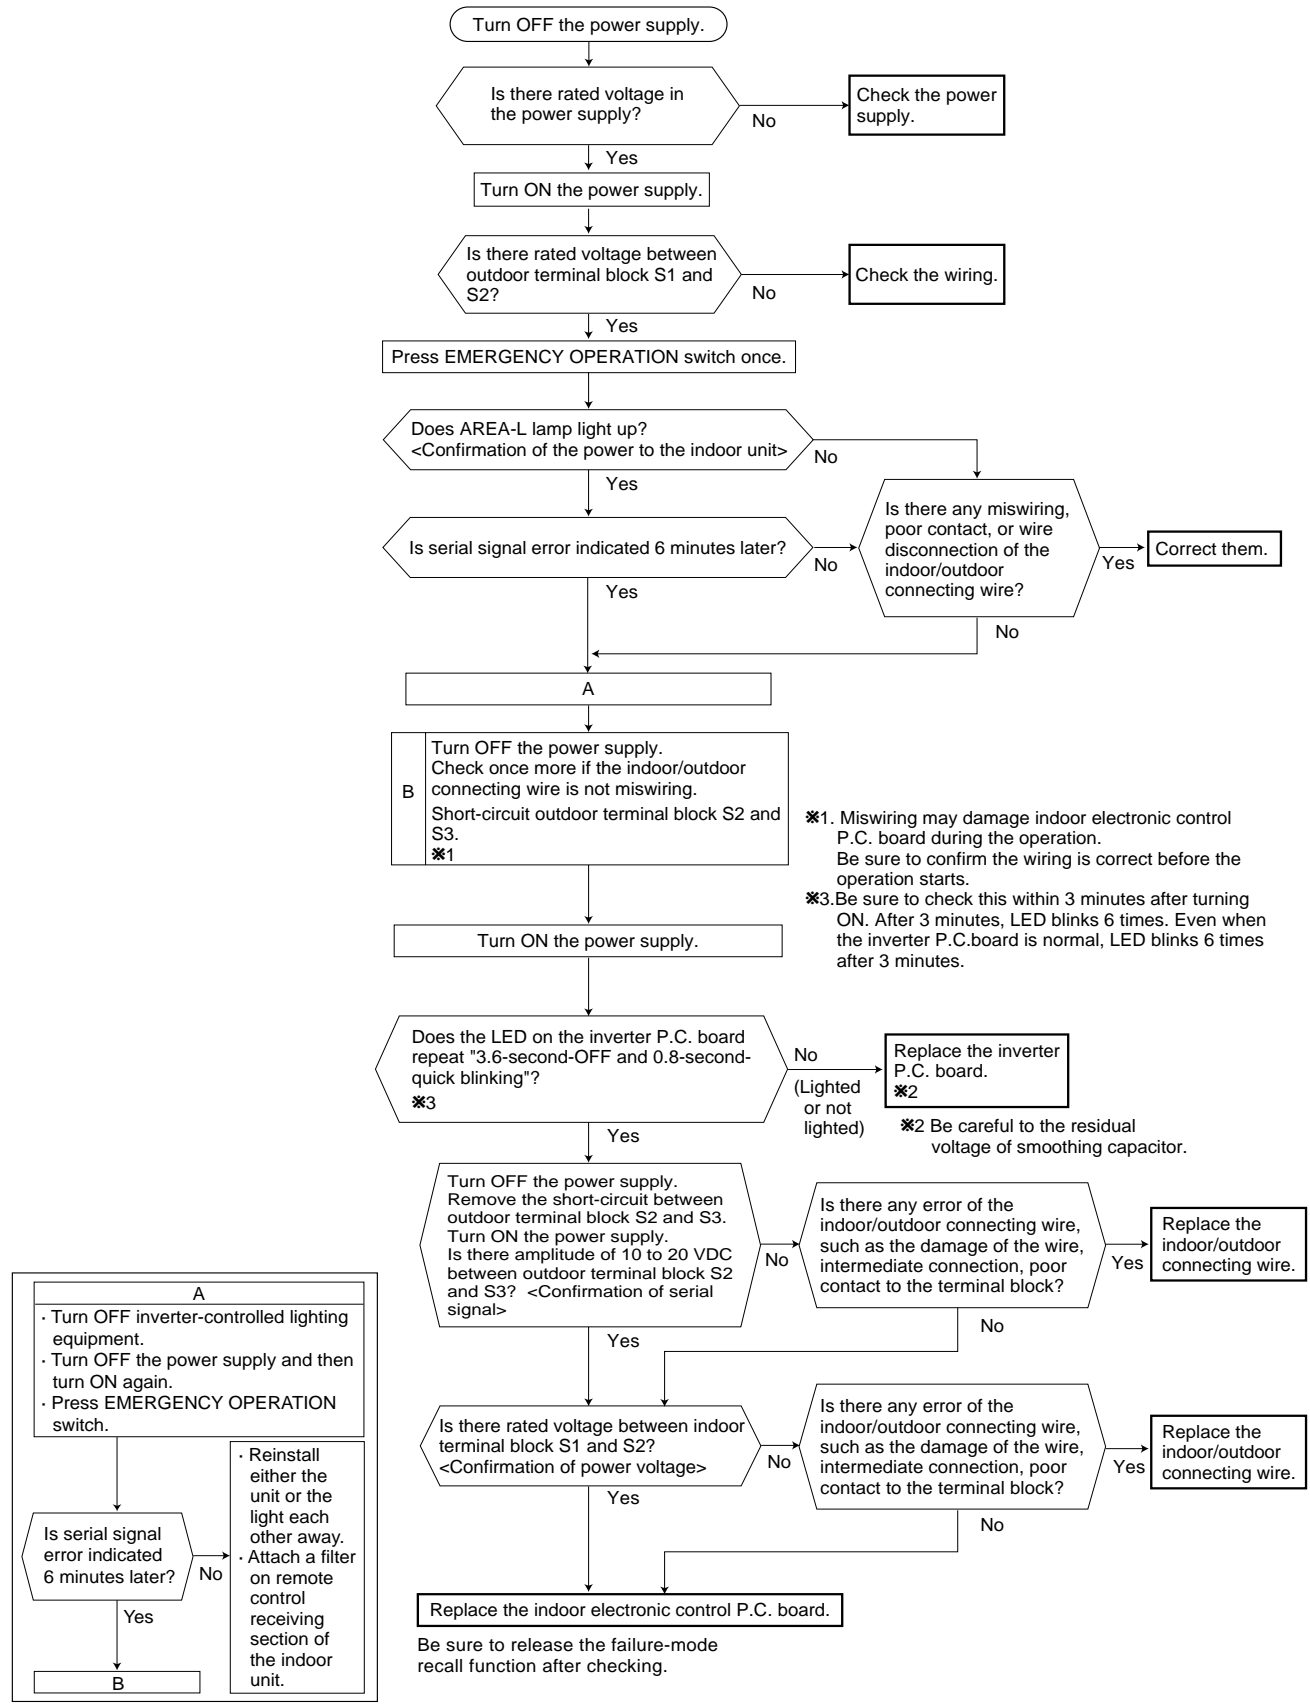 Turn OFF the power supply.
Is there rated voltage in
the power supply?
No
Check the power
supply.
Yes
Turn ON the power supply.
Is there rated voltage between
outdoor terminal block S1 and
S2?
No
Check the wiring.
Yes
Press EMERGENCY OPERATION switch once.
Does AREA-L lamp light up?
<Confirmation of the power to the indoor unit>
No
Yes
Is serial signal error indicated 6 minutes later?
No
Is there any miswiring,
poor contact, or wire
disconnection of the
indoor/outdoor
connecting wire?
Yes
Correct them.
Yes
No
A
B
Turn OFF the power supply.
Check once more if the indoor/outdoor
connecting wire is not miswiring.
Short-circuit outdoor terminal block S2 and
S3.
※1
※1. Miswiring may damage indoor electronic control
P.C. board during the operation.
Be sure to confirm the wiring is correct before the
operation starts.
※3.Be sure to check this within 3 minutes after turning
ON. After 3 minutes, LED blinks 6 times. Even when
the inverter P.C.board is normal, LED blinks 6 times
after 3 minutes.
Turn ON the power supply.
Does the LED on the inverter P.C. board
repeat "3.6-second-OFF and 0.8-second-
quick blinking"?
※3
No
(Lighted
or not
lighted)
Replace the inverter
P.C. board.
※2
※2 Be careful to the residual
voltage of smoothing capacitor.
Yes
Turn OFF the power supply.
Remove the short-circuit between
outdoor terminal block S2 and S3.
Turn ON the power supply.
Is there amplitude of 10 to 20 VDC
between outdoor terminal block S2
and S3? <Confirmation of serial
signal>
No
Is there any error of the
indoor/outdoor connecting wire,
such as the damage of the wire,
intermediate connection, poor
contact to the terminal block?
Yes
Replace the
indoor/outdoor
connecting wire.
No
Yes
Is there rated voltage between indoor
terminal block S1 and S2?
<Confirmation of power voltage>
No
Is there any error of the
indoor/outdoor connecting wire,
such as the damage of the wire,
intermediate connection, poor
contact to the terminal block?
Yes
Replace the
indoor/outdoor
connecting wire.
Yes
No
Replace the indoor electronic control P.C. board.
Be sure to release the failure-mode
recall function after checking.
A
· Turn OFF inverter-controlled lighting
equipment.
· Turn OFF the power supply and then
turn ON again.
· Press EMERGENCY OPERATION
switch.
Is serial signal
error indicated
6 minutes later?
No
· Reinstall
either the
unit or the
light each
other away.
· Attach a filter
on remote
control
receiving
section of
the indoor
unit.
Yes
B